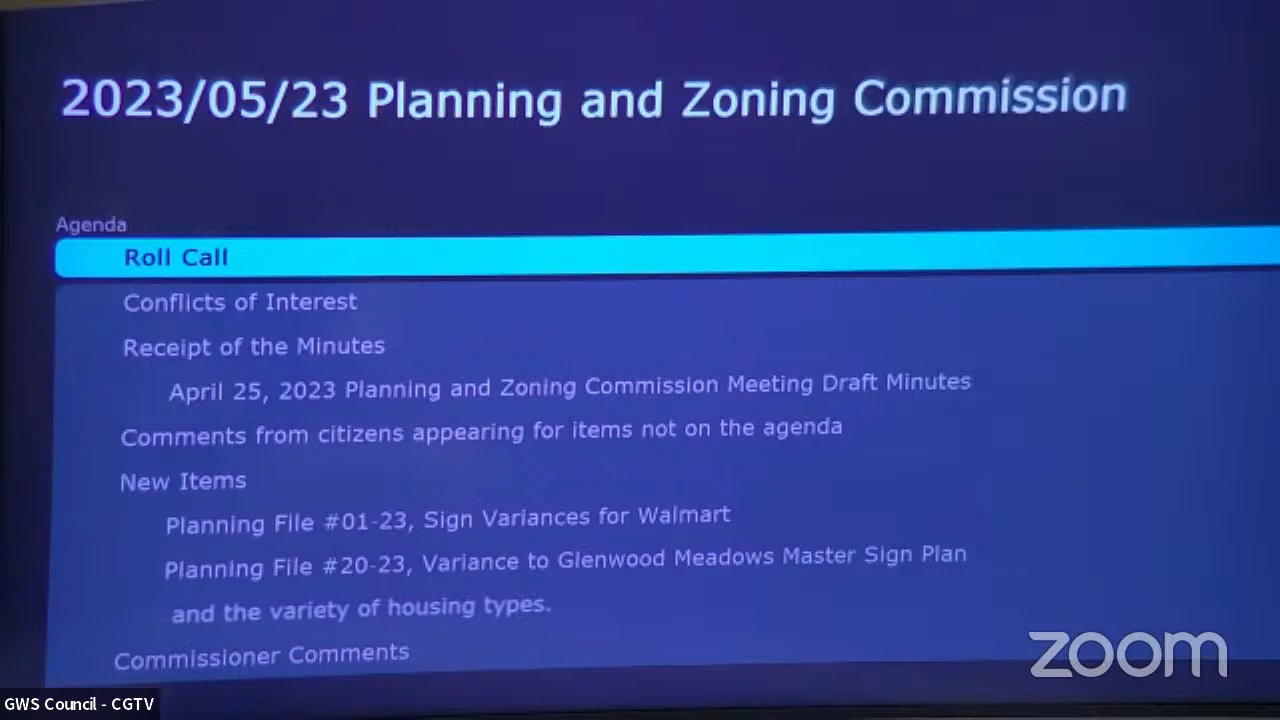 2023/05/23 Planning and Zoning Commission
Agenda
Roll Call
Conflicts of Interest
Receipt of the Minutes
April 25, 2023 Planning and Zoning Commission Meeting Draft Minutes
Comments from citizens appearing for items not on the agenda
New Items
Planning File #01-23, Sign Variances for Walmart
Planning File #20-23, Variance to Glenwood Meadows Master Sign Plan
and the variety of housing types.
Commissioner Comments
zoom
GWS Council - CGTV